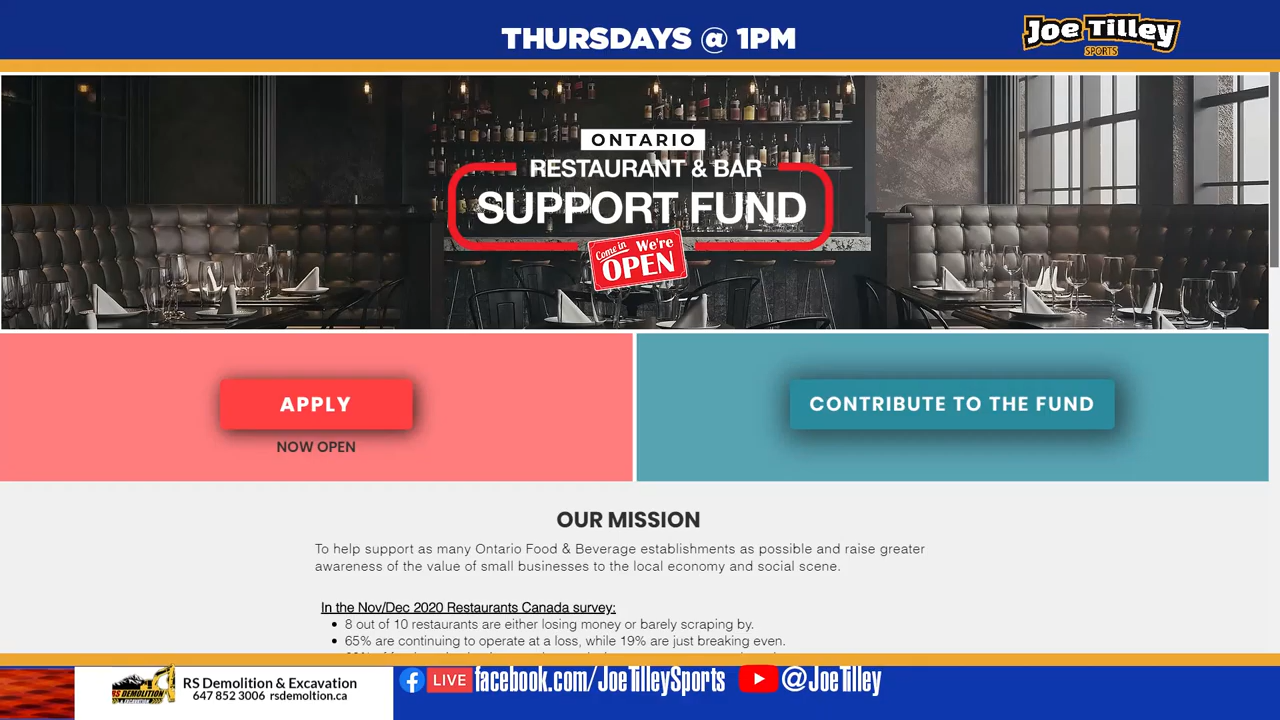 THURSDAYS @ 1PM
Joe Tilley
SPORTS
ONTARIO
RESTAURANT & BAR
SUPPORT FUND
Come in We're
OPEN
APPLY
CONTRIBUTE TO THE FUND
NOW OPEN
OUR MISSION
To help support as many Ontario Food & Beverage establishments as possible and raise greater
awareness of the value of small businesses to the local economy and social scene.
In the Nov/Dec 2020 Restaurants Canada survey:
• 8 out of 10 restaurants are either losing money or barely scraping by.
• 65% are continuing to operate at a loss, while 19% are just breaking even.
RS DEMOLITION
& EXCAVATION
RS Demolition & Excavation
647 852 3006 rsdemoltion.ca
LIVE facebook.com/JoeTilleySports @JoeTilley